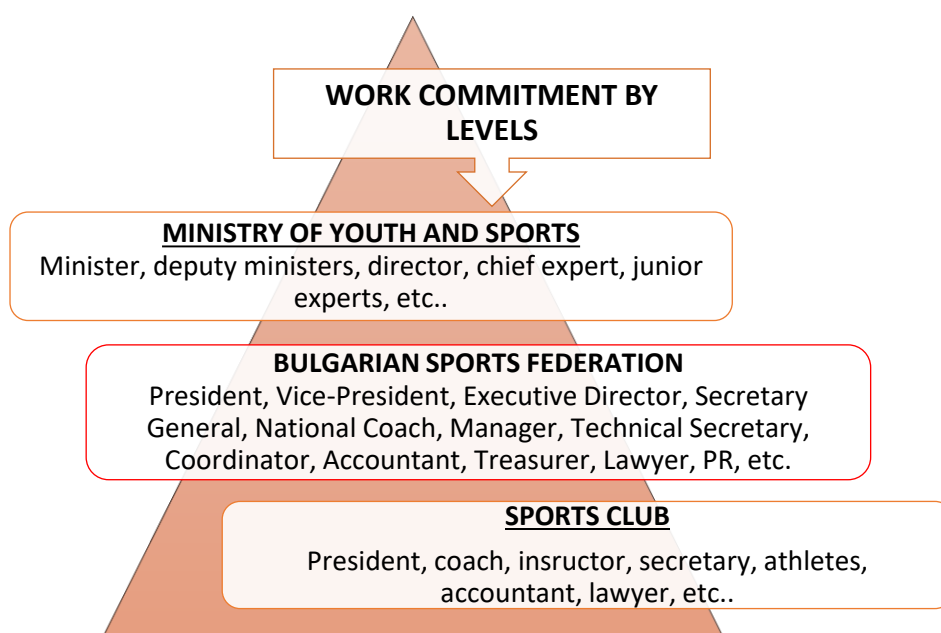 WORK COMMITMENT BY
LEVELS
MINISTRY OF YOUTH AND SPORTS
Minister, deputy ministers, director, chief expert, junior
experts, etc..
BULGARIAN SPORTS FEDERATION
President, Vice-President, Executive Director, Secretary
General, National Coach, Manager, Technical Secretary,
Coordinator, Accountant, Treasurer, Lawyer, PR, etc.
SPORTS CLUB
President, coach, insructor, secretary, athletes,
accountant, lawyer, etc..